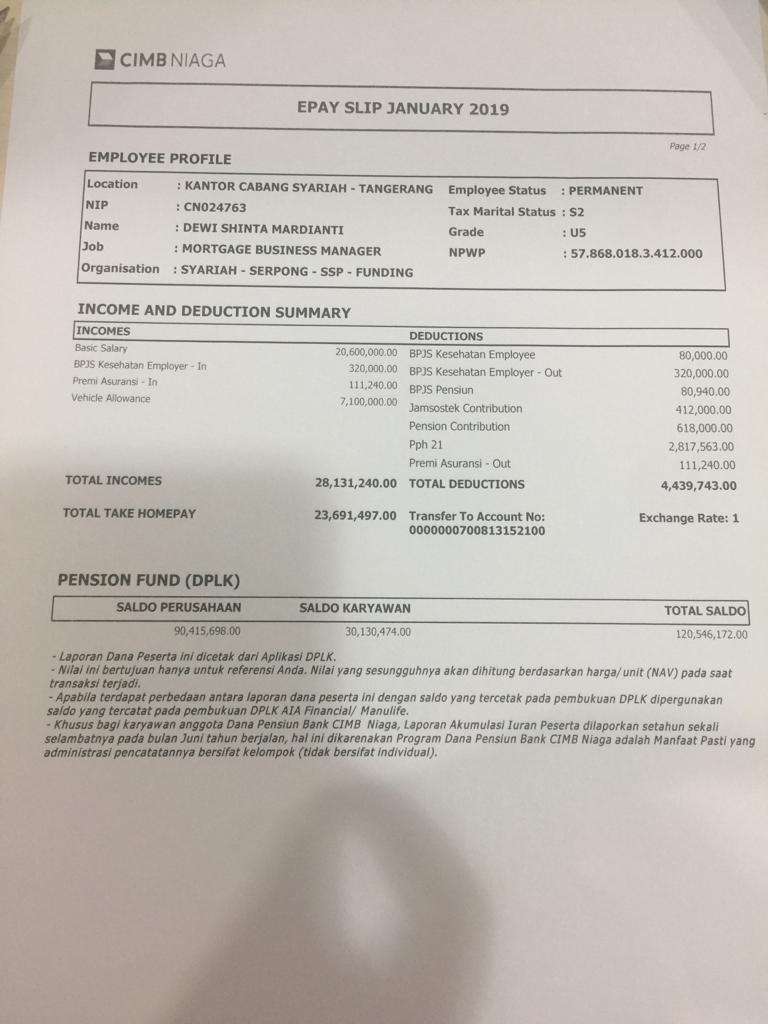 CIMB NIAGA
EPAY SLIP JANUARY 2019
Page 1/2
EMPLOYEE PROFILE
Location : KANTOR CABANG SYARIAH - TANGERANG Employee Status : PERMANENT
NIP : CN024763 Tax Marital Status : S2
Name : DEWI SHINTA MARDIANTI Grade : U5
Job : MORTGAGE BUSINESS MANAGER NPWP : 57.868.018.3.412.000
Organisation : SYARIAH - SERPONG - SSP - FUNDING
INCOME AND DEDUCTION SUMMARY
INCOMES DEDUCTIONS
Basic Salary 20,600,000.00 BPJS Kesehatan Employee 80,000.00
BPJS Kesehatan Employer - In 320,000.00 BPJS Kesehatan Employer - Out 320,000.00
Premi Asuransi - In 111,240.00 BPJS Pensiun 80,940.00
Vehicle Allowance 7,100,000.00 Jamsostek Contribution 412,000.00
Pension Contribution 618,000.00
Pph 21 2,817,563.00
Premi Asuransi - Out 111,240.00
TOTAL INCOMES 28,131,240.00 TOTAL DEDUCTIONS 4,439,743.00
TOTAL TAKE HOMEPAY 23,691,497.00 Transfer To Account No: Exchange Rate: 1
0000000700813152100
PENSION FUND (DPLK)
SALDO PERUSAHAAN SALDO KARYAWAN TOTAL SALDO
90,415,698.00 30,130,474.00 120,546,172.00
- Laporan Dana Peserta ini dicetak dari Aplikasi DPLK.
- Nilai ini bertujuan hanya untuk referensi Anda. Nilai yang sesungguhnya akan dihitung berdasarkan harga/ unit (NAV) pada saat
transaksi terjadi.
- Apabila terdapat perbedaan antara laporan dana peserta ini dengan saldo yang tercetak pada pembukuan DPLK dipergunakan
saldo yang tercatat pada pembukuan DPLK AIA Financial/ Manulife.
- Khusus bagi karyawan anggota Dana Pensiun Bank CIMB Niaga, Laporan Akumulasi Iuran Peserta dilaporkan setahun sekali
selambatnya pada bulan Juni tahun berjalan, hal ini dikarenakan Program Dana Pensiun Bank CIMB Niaga adalah Manfaat Pasti yang
administrasi pencatatannya bersifat kelompok (tidak bersifat individual).